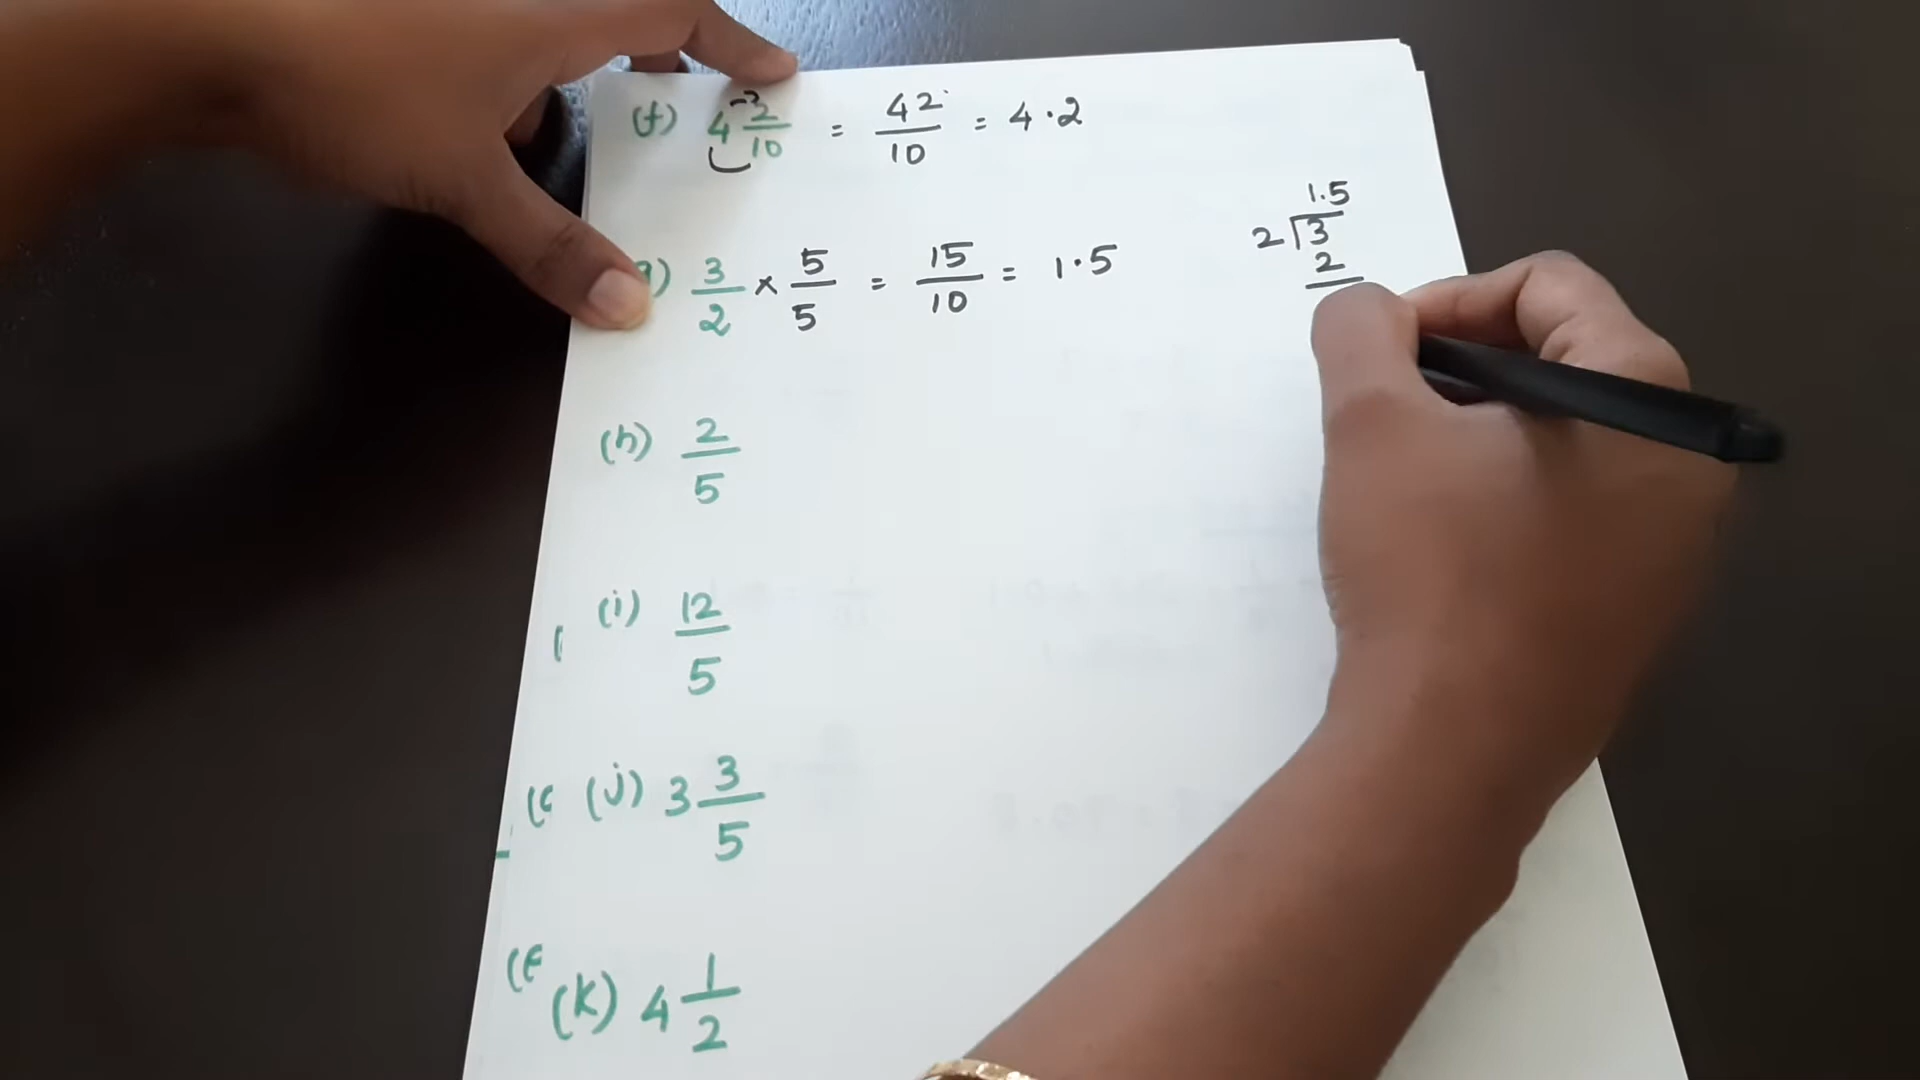 (f) 4 2/10 = 42/10 = 4.2
1.5
2 3
2
) 3/2 × 5/5 = 15/10 = 1.5
(h) 2/5
(i) 12/5
(j) 3 3/5
(k) 4 1/2